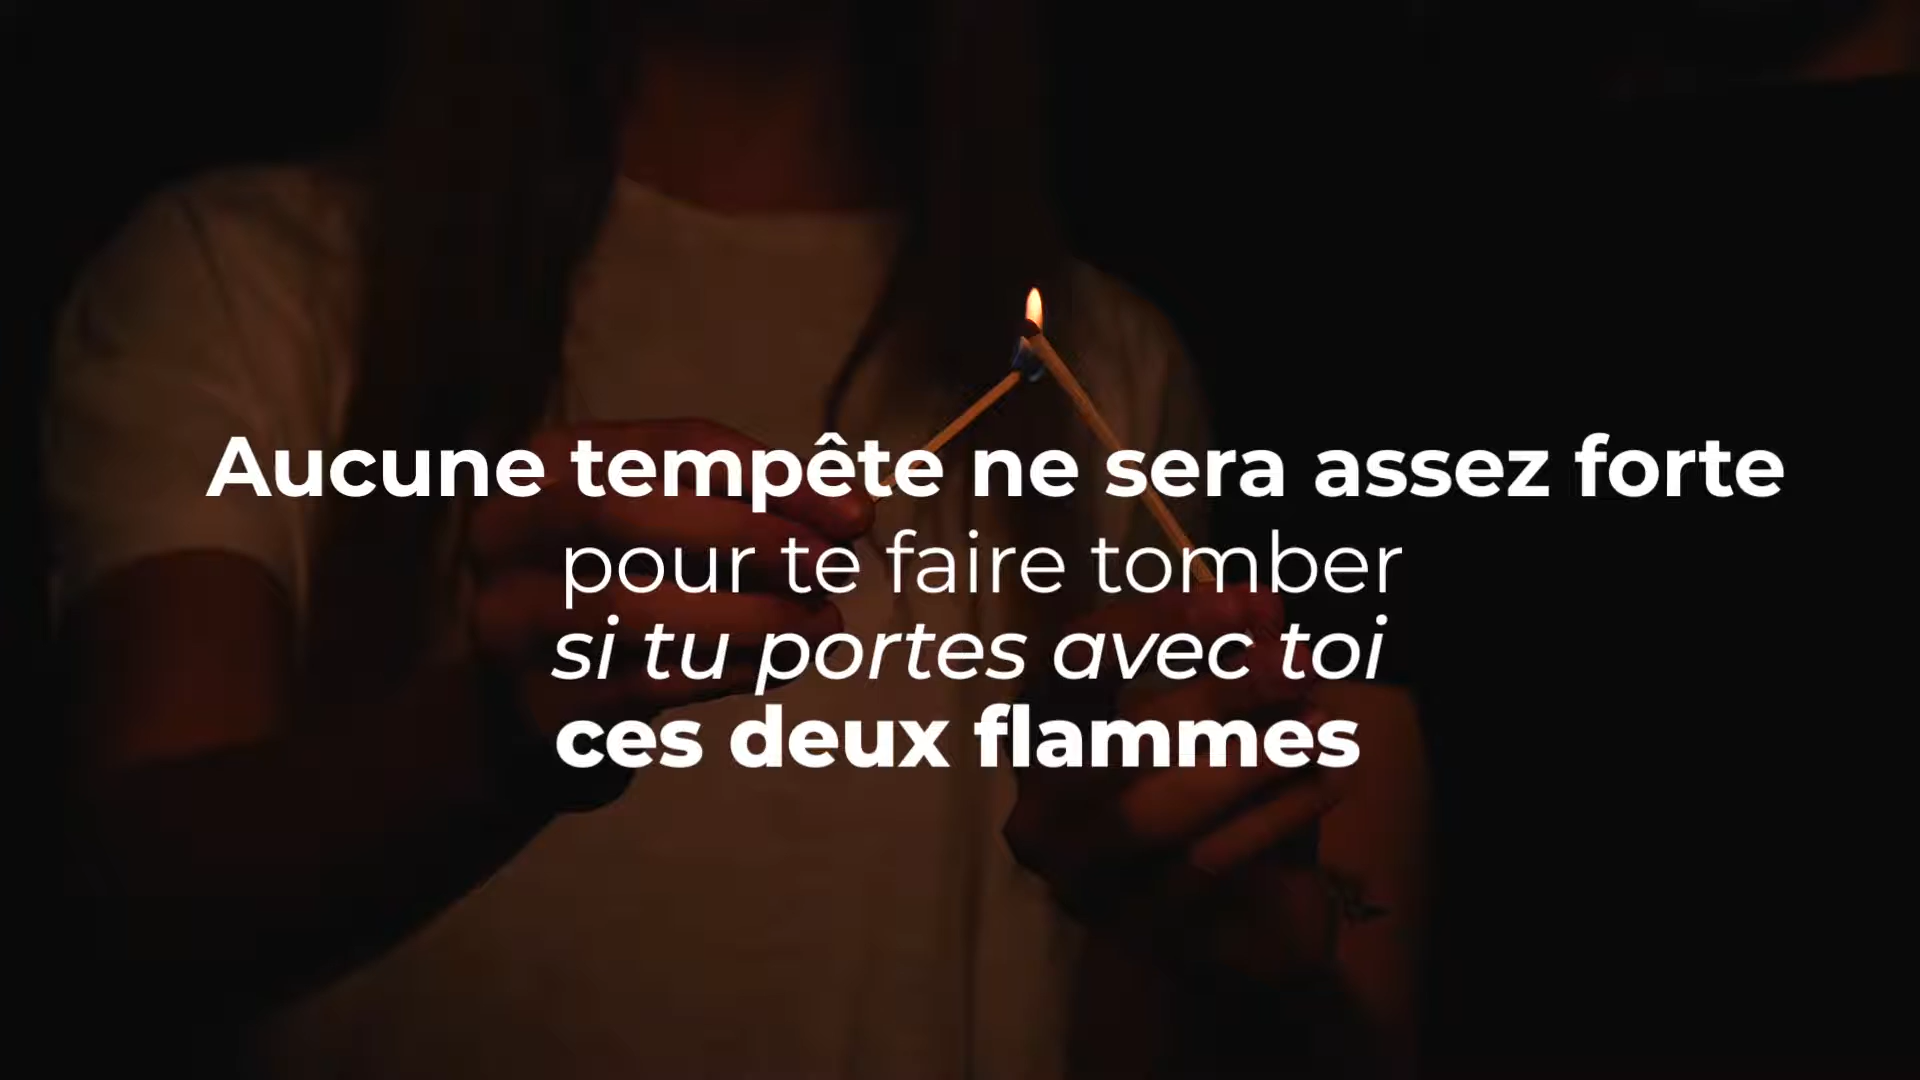 Aucune tempête ne sera assez forte
pour te faire tomber
si tu portes avec toi
ces deux flammes